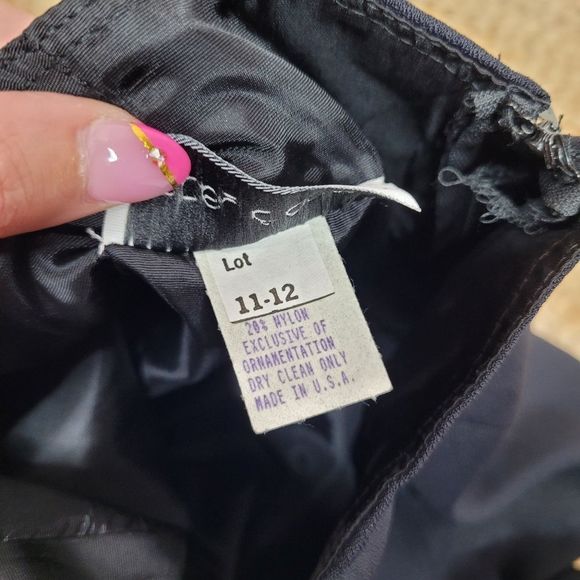 Lot
11-12
20% NYLON
EXCLUSIVE OF
ORNAMENTATION
DRY CLEAN ONLY
MADE IN U.S.A.